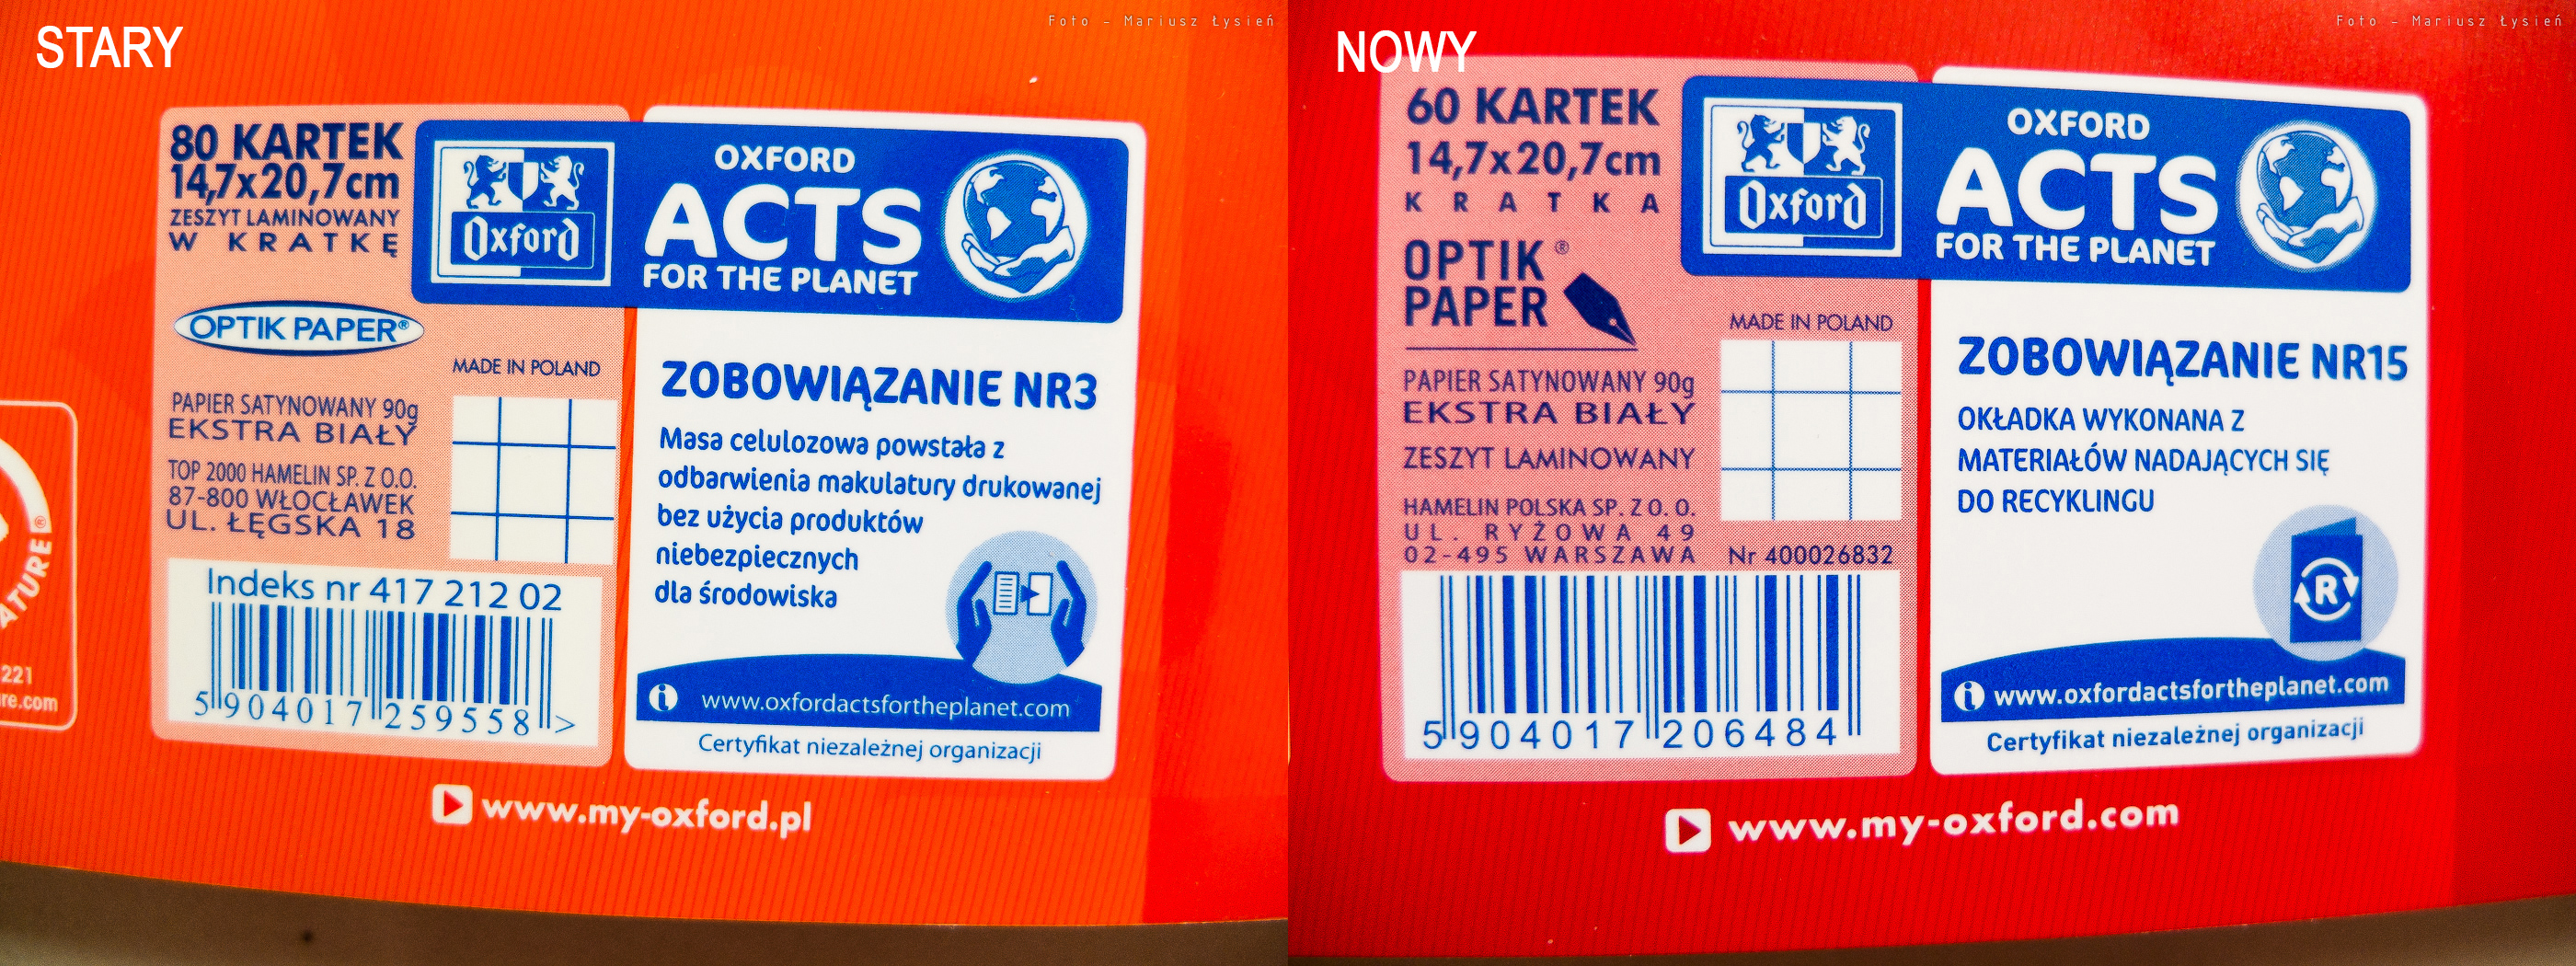 STARY
Foto - Mariusz Łysień
80 KARTEK
14,7x20,7cm
ZESZYT LAMINOWANY
W KRATKĘ
OPTIK PAPER®
MADE IN POLAND
PAPIER SATYNOWANY 90g
EKSTRA BIAŁY
TOP 2000 HAMELIN SP. Z O.O.
87-800 WŁOCŁAWEK
UL. ŁĘGSKA 18
Indeks nr 417 212 02
5 904017 259558 >
Oxford
OXFORD
ACTS
FOR THE PLANET
ZOBOWIĄZANIE NR3
Masa celulozowa powstała z
odbarwienia makulatury drukowanej
bez użycia produktów
niebezpiecznych
dla środowiska
i www.oxfordactsfortheplanet.com
Certyfikat niezależnej organizacji
www.my-oxford.pl
ATURE®
221
re.com
NOWY
Foto - Mariusz Łysień
60 KARTEK
14,7x20,7cm
KRATKA
OPTIK ®
PAPER
MADE IN POLAND
PAPIER SATYNOWANY 90g
EKSTRA BIAŁY
ZESZYT LAMINOWANY
HAMELIN POLSKA SP. Z O. O.
UL. RYŻOWA 49
02-495 WARSZAWA
Nr 400026832
5 904017 206484
Oxford
OXFORD
ACTS
FOR THE PLANET
ZOBOWIĄZANIE NR15
OKŁADKA WYKONANA Z
MATERIAŁÓW NADAJĄCYCH SIĘ
DO RECYKLINGU
R
i www.oxfordactsfortheplanet.com
Certyfikat niezależnej organizacji
www.my-oxford.com